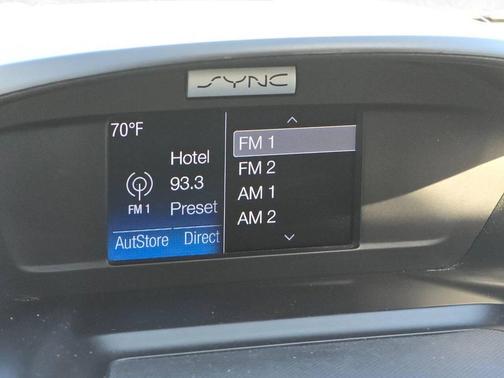 SYNC
70°F
Hotel
93.3
FM 1
Preset
AutStore Direct
FM 1
FM 2
AM 1
AM 2